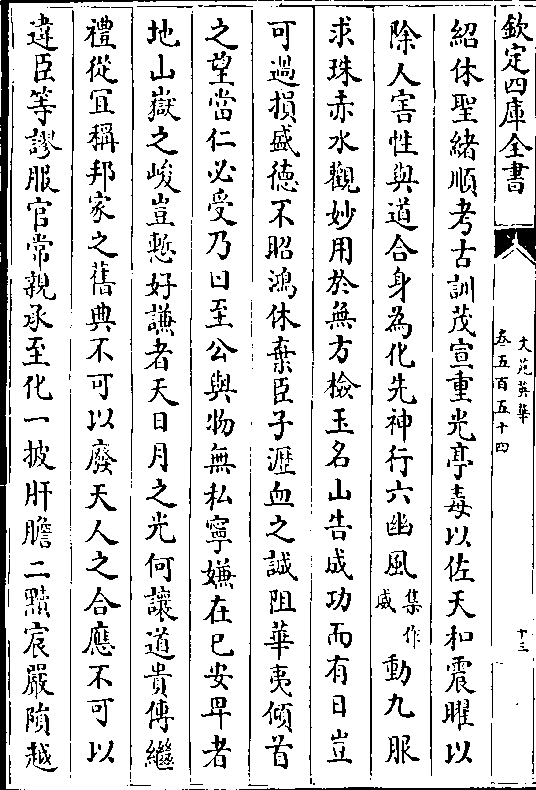 欽定四庫全書
文苑英華
卷五百五十四
十三
紹休聖緒順考古訓茂宣重光亭毒以佐天和震曜以
除人害性與道合身為化先神行六幽風集作威動九服
求珠赤水觀妙用於無方檢玉名山告成功而有日豈
可過損盛德不昭鴻休棄臣子瀝血之誠阻華夷傾首
之望當仁必受乃曰至公與物無私寧嫌在已安卑者
地山嶽之峻豈慙好謙者天日月之光何讓道貴傳繼
禮從宜稱邦家之舊典不可以廢天人之合應不可以
違臣等謬服官常親承至化一披肝膽二黷宸嚴隕越